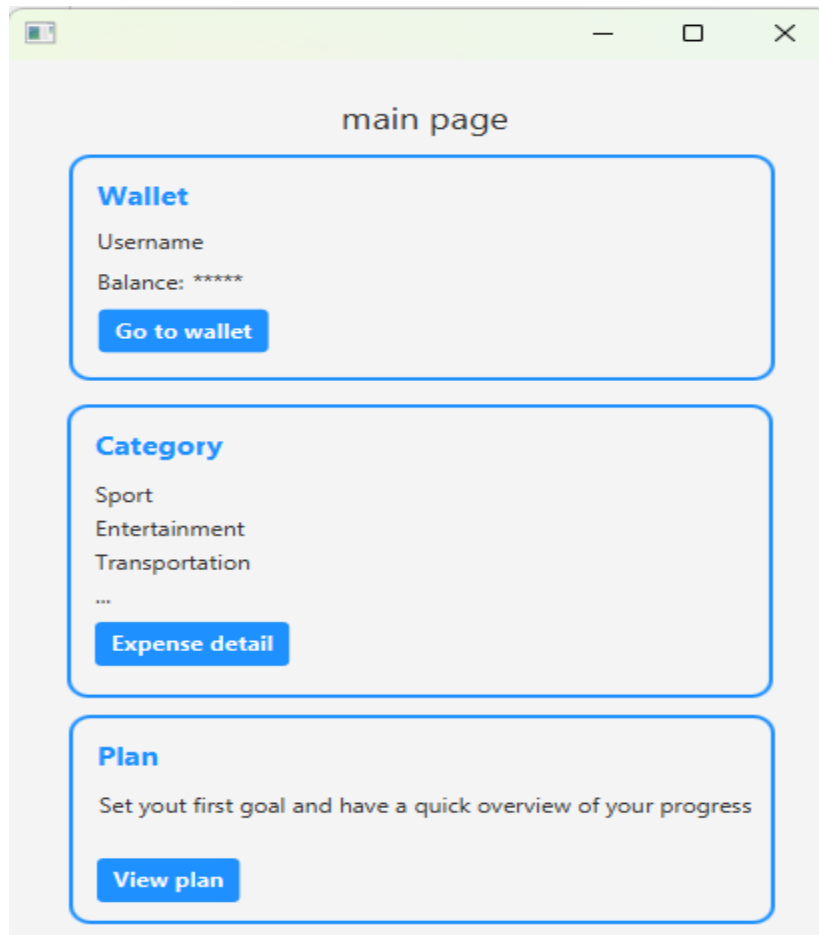 main page
Wallet
Username
Balance: *****
Go to wallet
Category
Sport
Entertainment
Transportation
...
Expense detail
Plan
Set yout first goal and have a quick overview of your progress
View plan